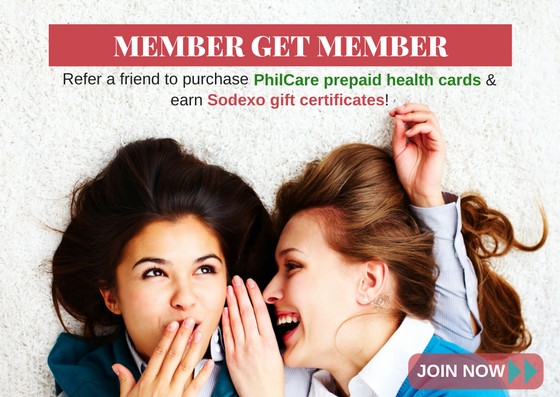 MEMBER GET MEMBER
Refer a friend to purchase PhilCare prepaid health cards &
earn Sodexo gift certificates!
JOIN NOW